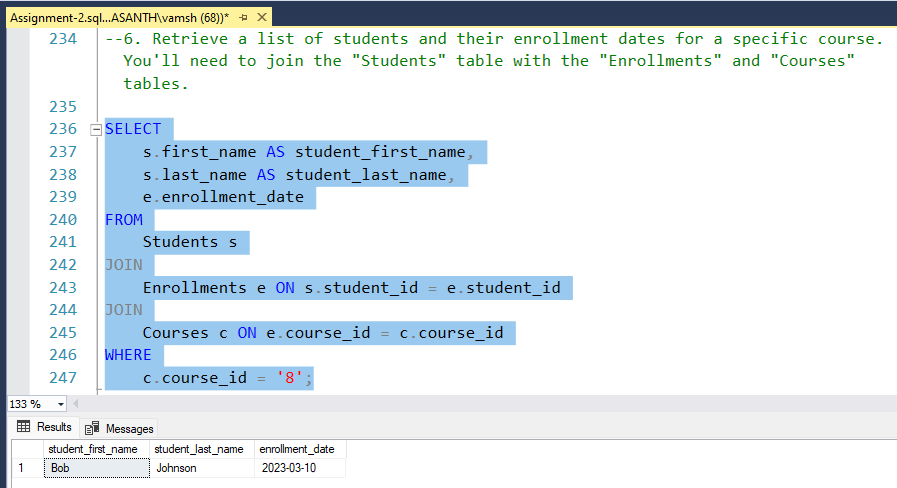 Assignment-2.sql...ASANTH\vamsh (68))*
234 --6. Retrieve a list of students and their enrollment dates for a specific course.
You'll need to join the "Students" table with the "Enrollments" and "Courses"
tables.
235
236 SELECT
237 s.first_name AS student_first_name,
238 s.last_name AS student_last_name,
239 e.enrollment_date
240 FROM
241 Students s
242 JOIN
243 Enrollments e ON s.student_id = e.student_id
244 JOIN
245 Courses c ON e.course_id = c.course_id
246 WHERE
247 c.course_id = '8';
133 %
Results Messages
student_first_name student_last_name enrollment_date
1 Bob Johnson 2023-03-10